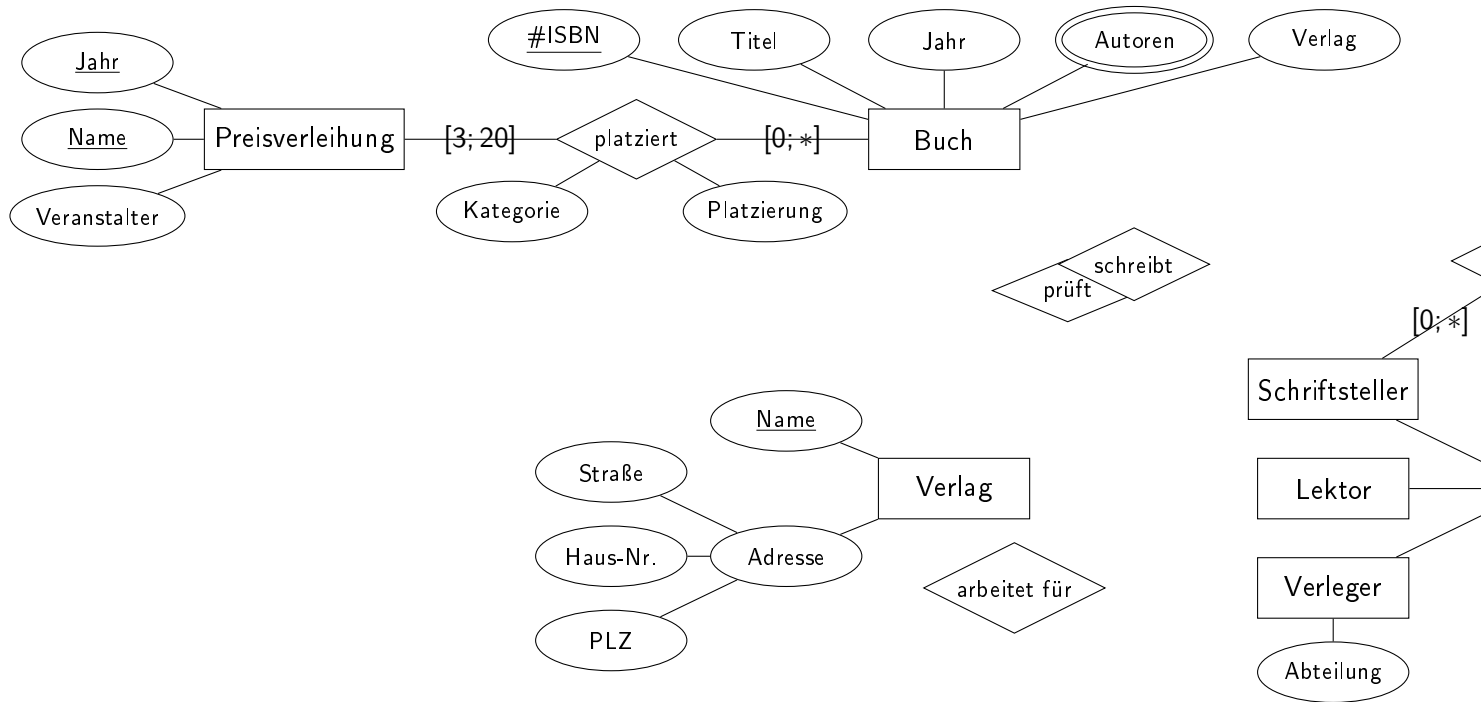 #ISBN
Titel
Jahr
Autoren
Verlag
Jahr
Name
Veranstalter
Preisverleihung
[3; 20]
platziert
[0; *]
Buch
Kategorie
Platzierung
schreibt
prüft
[0; *]
Schriftsteller
Name
Straße
Verlag
Lektor
Haus-Nr.
Adresse
arbeitet für
Verleger
PLZ
Abteilung